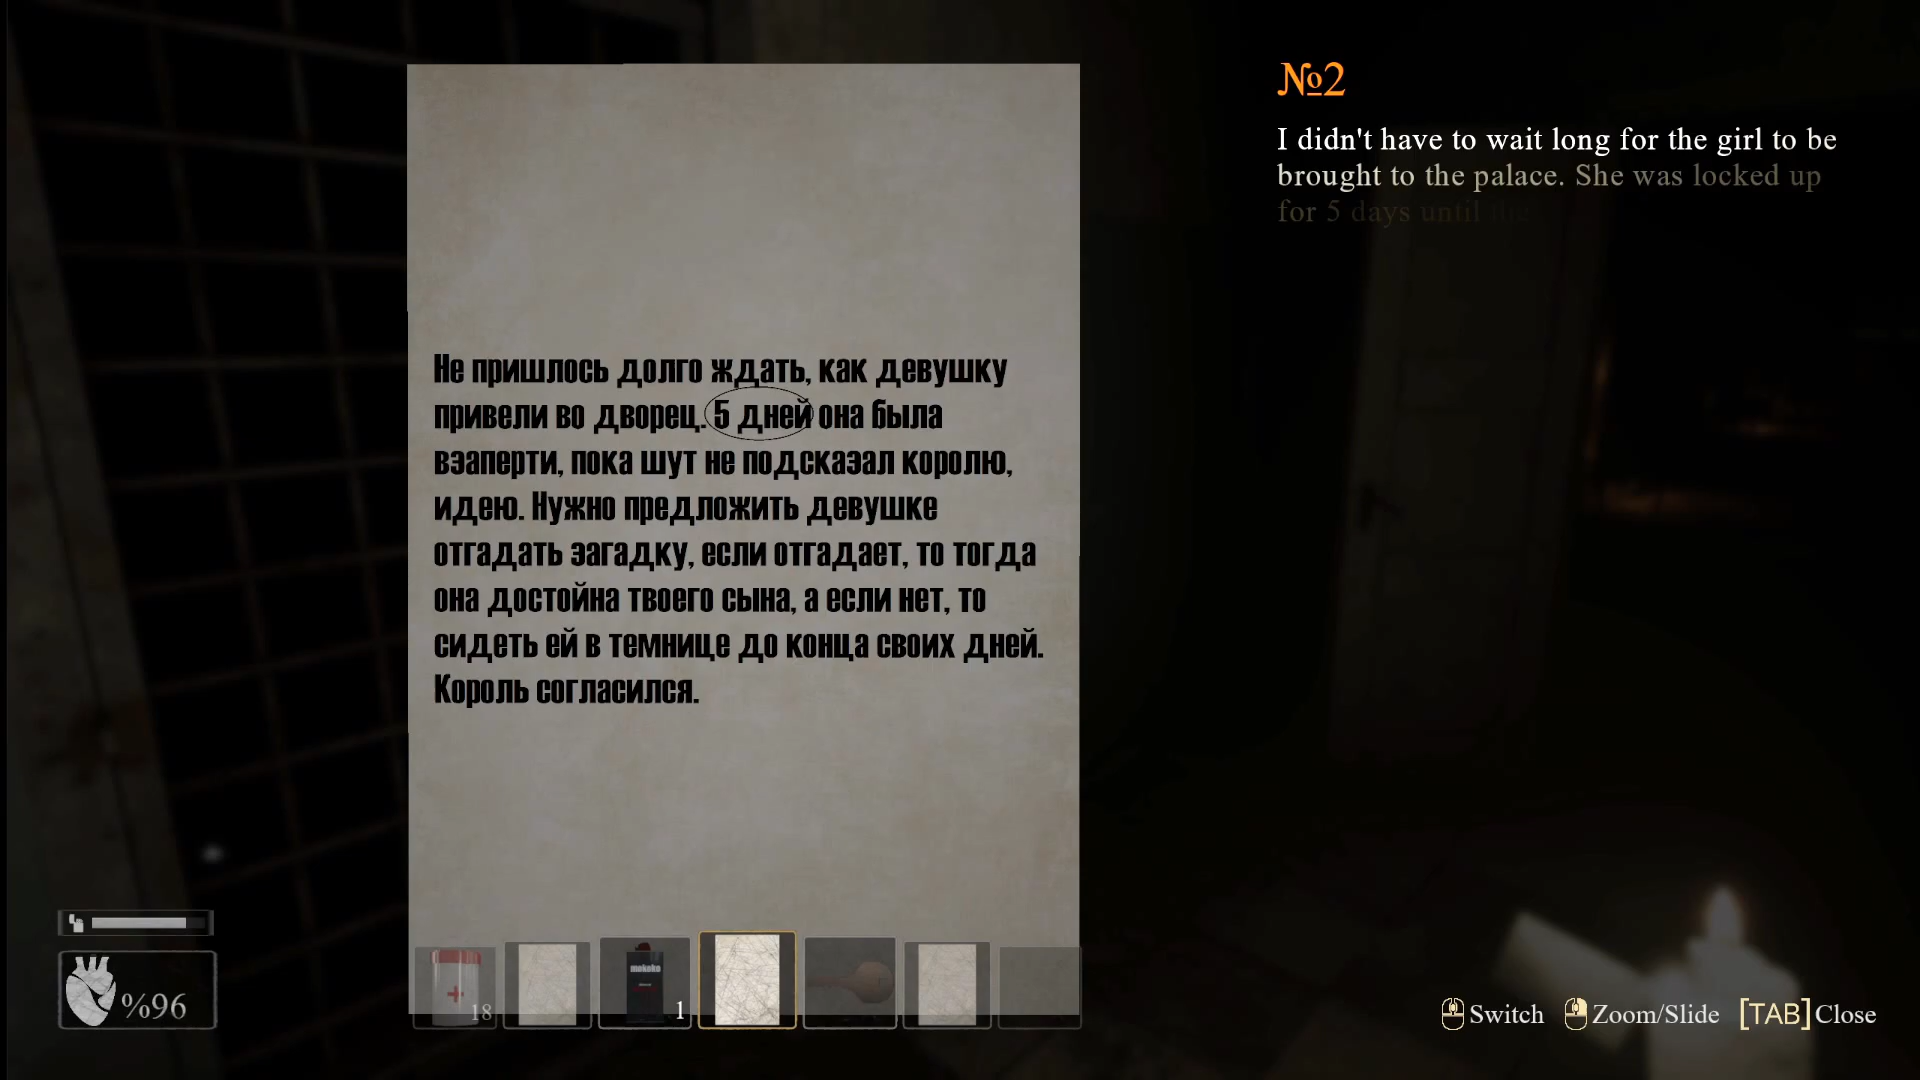 №2
I didn't have to wait long for the girl to be
brought to the palace. She was locked up
for 5 days until the
Не пришлось долго ждать, как девушку
привели во дворец. 5 дней она была
взаперти, пока шут не подсказал королю,
идею. Нужно предложить девушке
отгадать загадку, если отгадает, то тогда
она достойна твоего сына, а если нет, то
сидеть ей в темнице до конца своих дней.
Король согласился.
18
mokoko
1
%96
Switch Zoom/Slide [TAB]Close